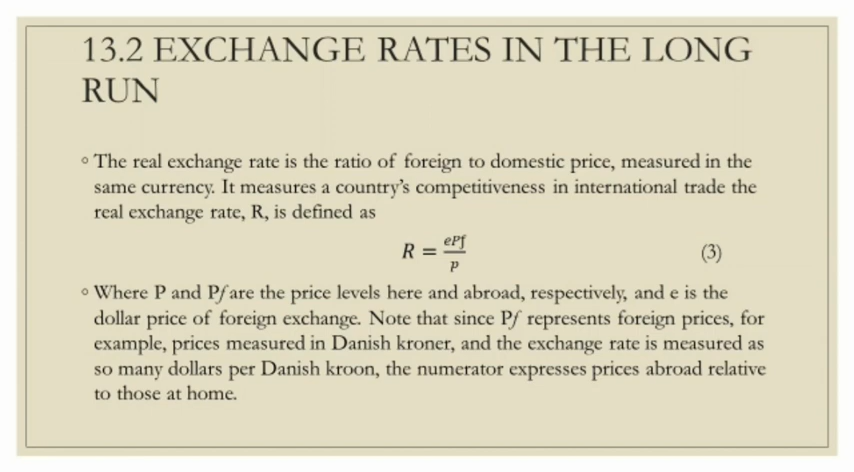 13.2 EXCHANGE RATES IN THE LONG
RUN
◦ The real exchange rate is the ratio of foreign to domestic price, measured in the
same currency. It measures a country's competitiveness in international trade the
real exchange rate, R, is defined as
R = ePf/p (3)
◦ Where P and Pf are the price levels here and abroad, respectively, and e is the
dollar price of foreign exchange. Note that since Pf represents foreign prices, for
example, prices measured in Danish kroner, and the exchange rate is measured as
so many dollars per Danish kroon, the numerator expresses prices abroad relative
to those at home.